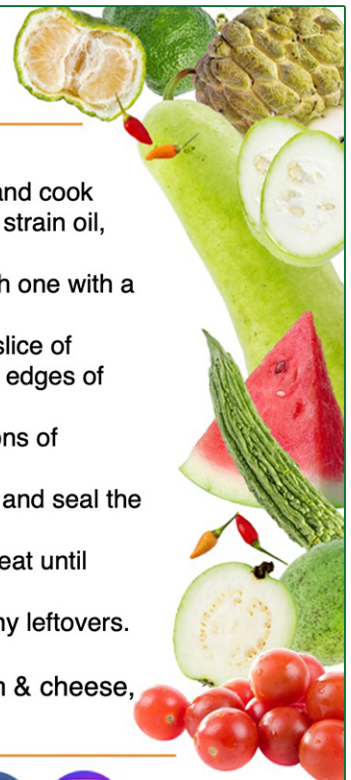 and cook
strain oil,
h one with a
slice of
edges of
ns of
and seal the
eat until
ny leftovers.
& cheese,